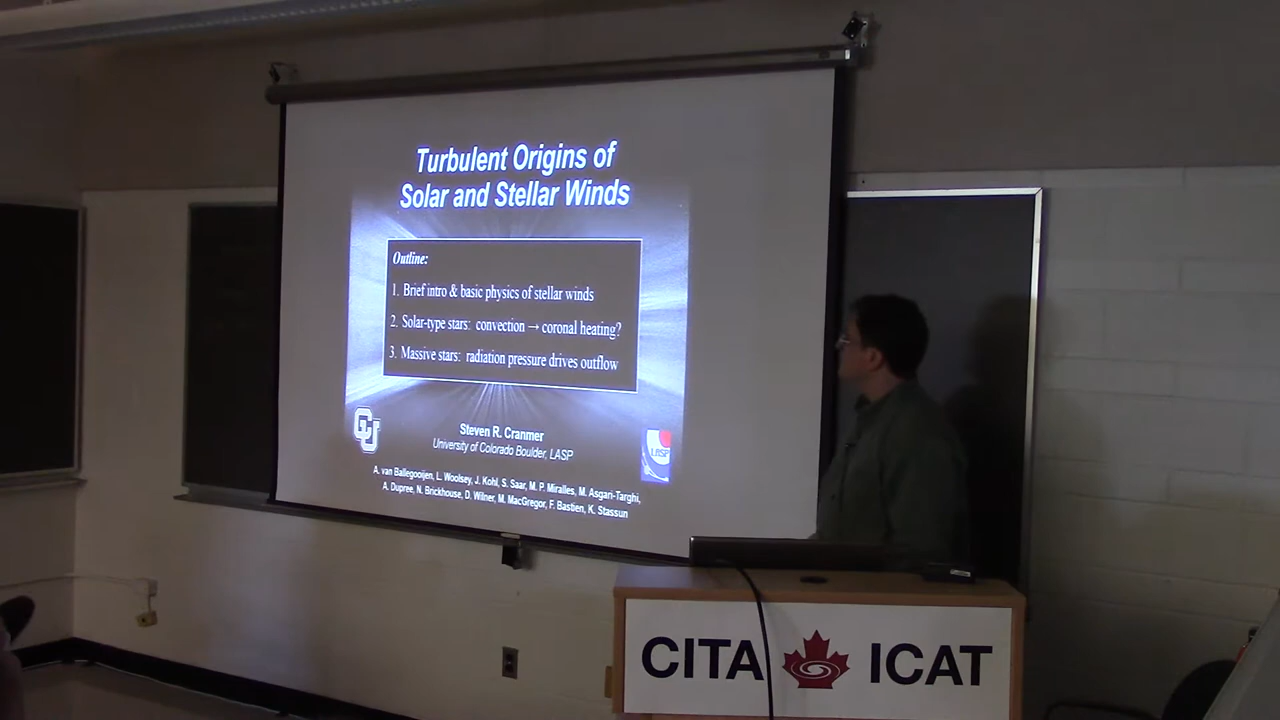 Turbulent Origins of
Solar and Stellar Winds
Outline:
1. Brief intro & basic physics of stellar winds
2. Solar-type stars: convection → coronal heating?
3. Massive stars: radiation pressure drives outflow
CU
Steven R. Cranmer
University of Colorado Boulder, LASP
LASP
A. van Ballegooijen, L. Woolsey, J. Kohl, S. Saar, M. P. Miralles, M. Asgari-Targhi,
A. Dupree, N. Brickhouse, D. Wilner, M. MacGregor, F. Bastien, K. Stassun
CITA ICAT